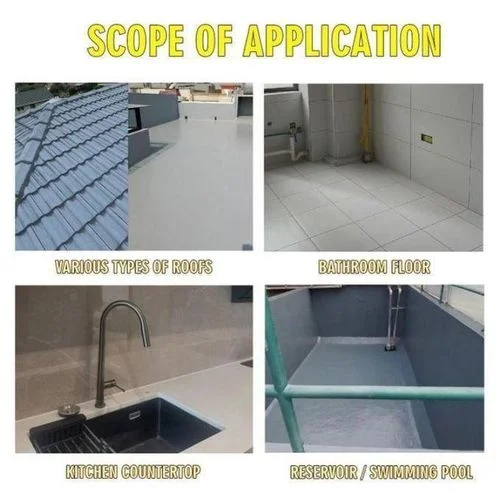 SCOPE OF APPLICATION
VARIOUS TYPES OF ROOFS
BATHROOM FLOOR
KITCHEN COUNTERTOP
RESERVOIR / SWIMMING POOL